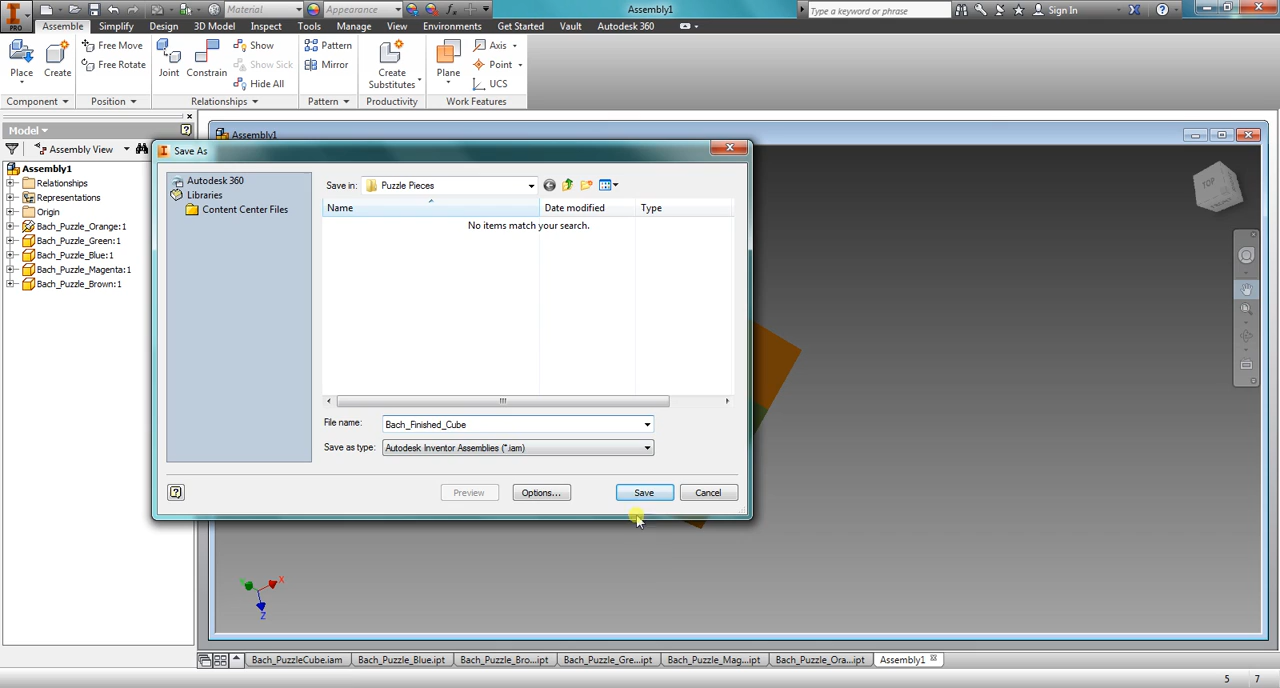 Material
Appearance
Assembly1
Type a keyword or phrase
Sign In
PRO
Assemble
Simplify
Design
3D Model
Inspect
Tools
Manage
View
Environments
Get Started
Vault
Autodesk 360
Place
Create
Free Move
Free Rotate
Joint
Constrain
Show
Show Sick
Hide All
Pattern
Mirror
Create
Substitutes
Plane
Axis
Point
UCS
Component
Position
Relationships
Pattern
Productivity
Work Features
Model
Assembly View
Assembly1
Relationships
Representations
Origin
Bach_Puzzle_Orange:1
Bach_Puzzle_Green:1
Bach_Puzzle_Blue:1
Bach_Puzzle_Magenta:1
Bach_Puzzle_Brown:1
Assembly1
Save As
Autodesk 360
Libraries
Content Center Files
Save in:
Puzzle Pieces
Name
Date modified
Type
No items match your search.
File name:
Bach_Finished_Cube
Save as type:
Autodesk Inventor Assemblies (*.iam)
Preview
Options...
Save
Cancel
TOP
X
Z
Bach_PuzzleCube.iam
Bach_Puzzle_Blue.ipt
Bach_Puzzle_Bro...ipt
Bach_Puzzle_Gre...ipt
Bach_Puzzle_Mag...ipt
Bach_Puzzle_Ora...ipt
Assembly1
5
7